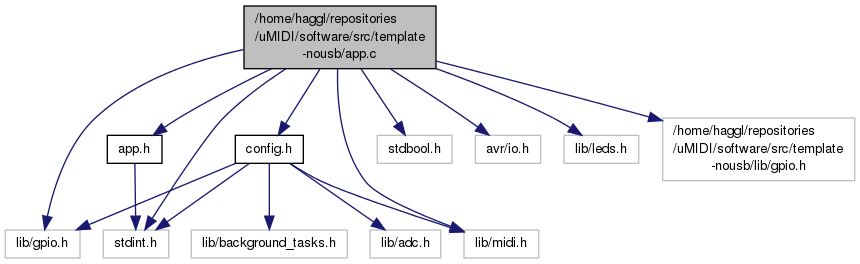 /home/haggl/repositories
/uMIDI/software/src/template
-nousb/app.c
app.h
config.h
stdbool.h
avr/io.h
lib/leds.h
/home/haggl/repositories
/uMIDI/software/src/template
-nousb/lib/gpio.h
lib/gpio.h
stdint.h
lib/background_tasks.h
lib/adc.h
lib/midi.h